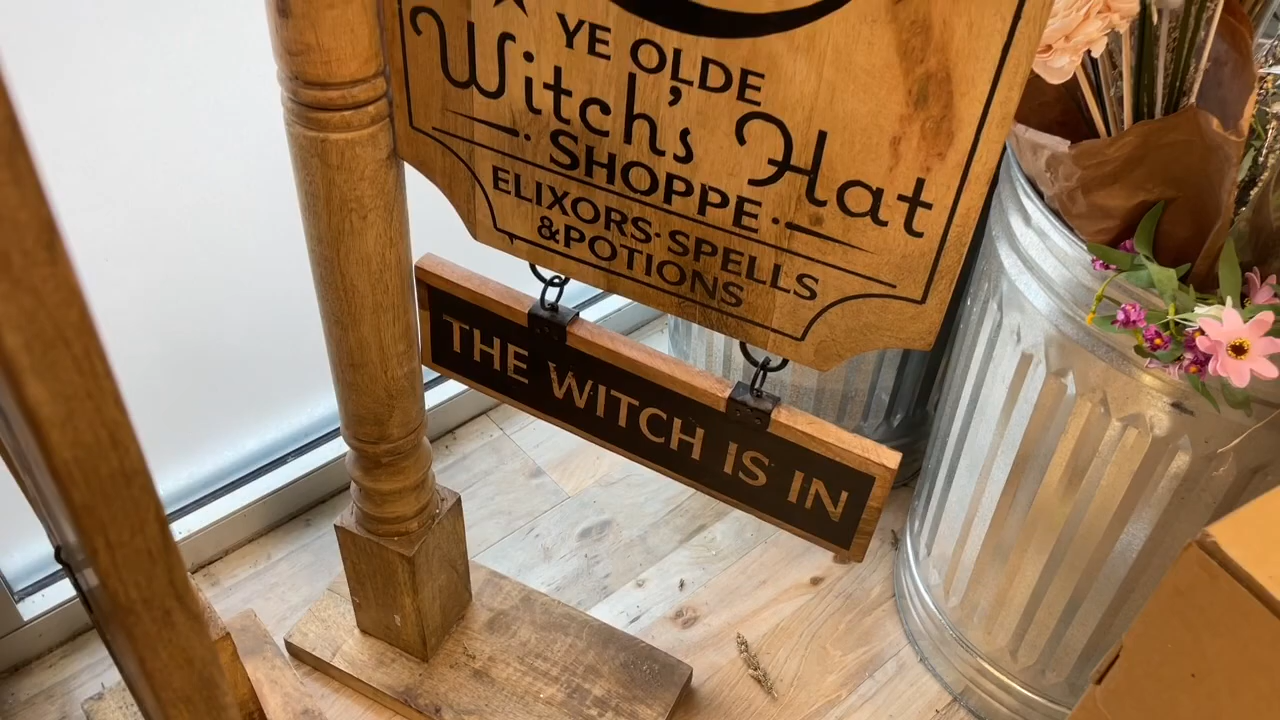 YE OLDE
Witch's Hat
·SHOPPE·
ELIXORS·SPELLS
&POTIONS
THE WITCH IS IN